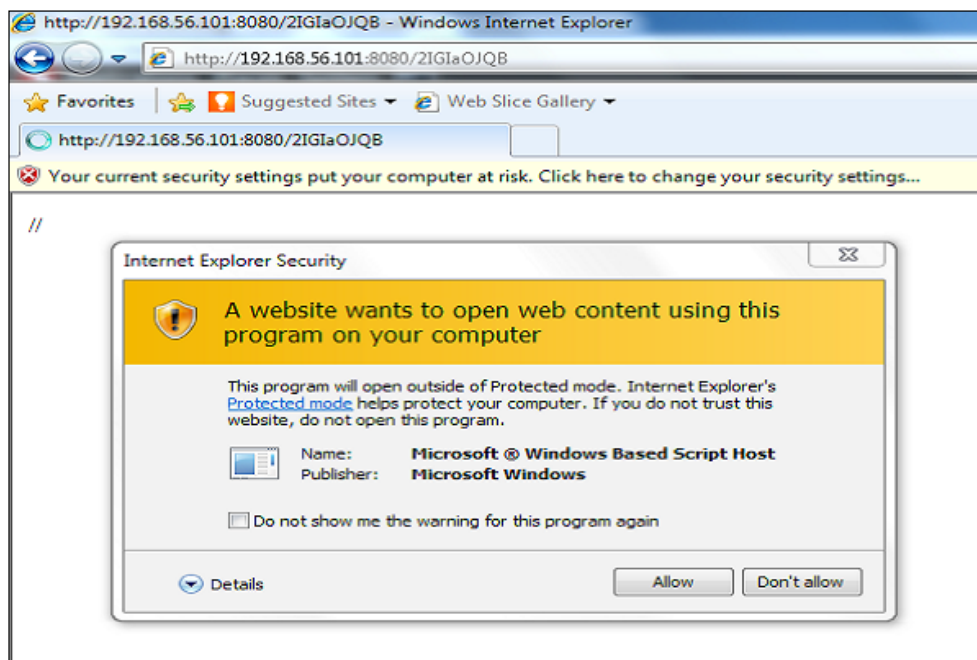 http://192.168.56.101:8080/2IGIaOJQB - Windows Internet Explorer
http://192.168.56.101:8080/2IGIaOJQB
Favorites Suggested Sites Web Slice Gallery
http://192.168.56.101:8080/2IGIaOJQB
Your current security settings put your computer at risk. Click here to change your security settings...
//
Internet Explorer Security
A website wants to open web content using this
program on your computer
This program will open outside of Protected mode. Internet Explorer's
Protected mode helps protect your computer. If you do not trust this
website, do not open this program.
Name: Microsoft ® Windows Based Script Host
Publisher: Microsoft Windows
Do not show me the warning for this program again
Details Allow Don't allow